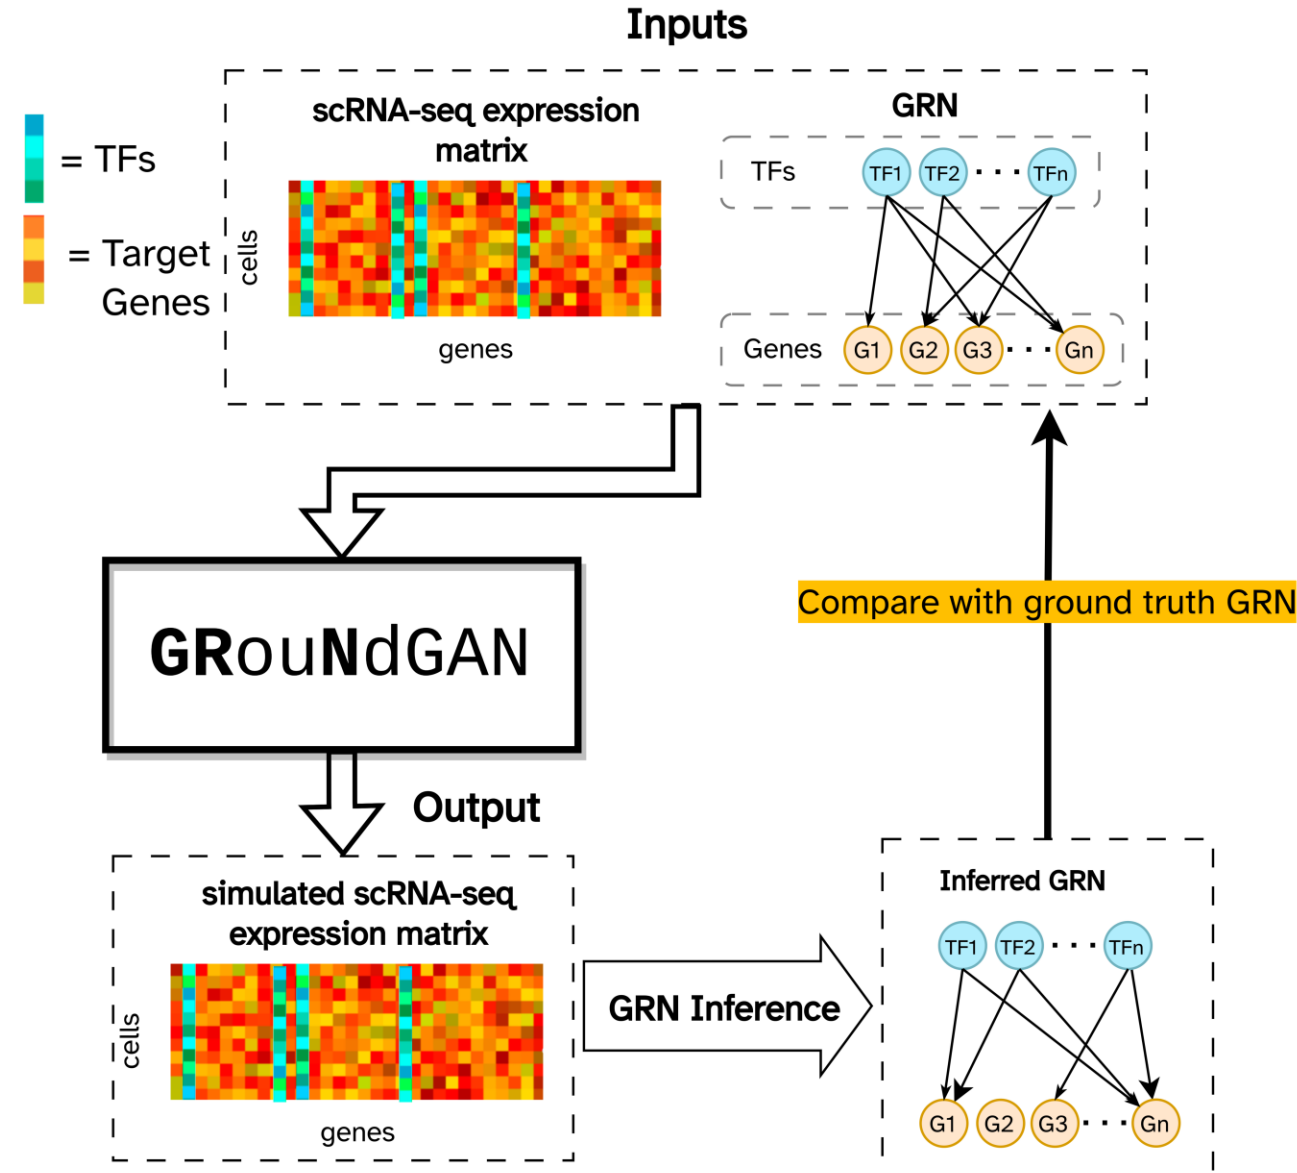 Inputs
scRNA-seq expression
matrix
GRN
= TFs
= Target
Genes
cells
genes
TFs
TF1
TF2
· · ·
TFn
Genes
G1
G2
G3
· · ·
Gn
GRouNdGAN
Compare with ground truth GRN
Output
simulated scRNA-seq
expression matrix
cells
genes
GRN Inference
Inferred GRN
TF1
TF2
· · ·
TFn
G1
G2
G3
· · ·
Gn